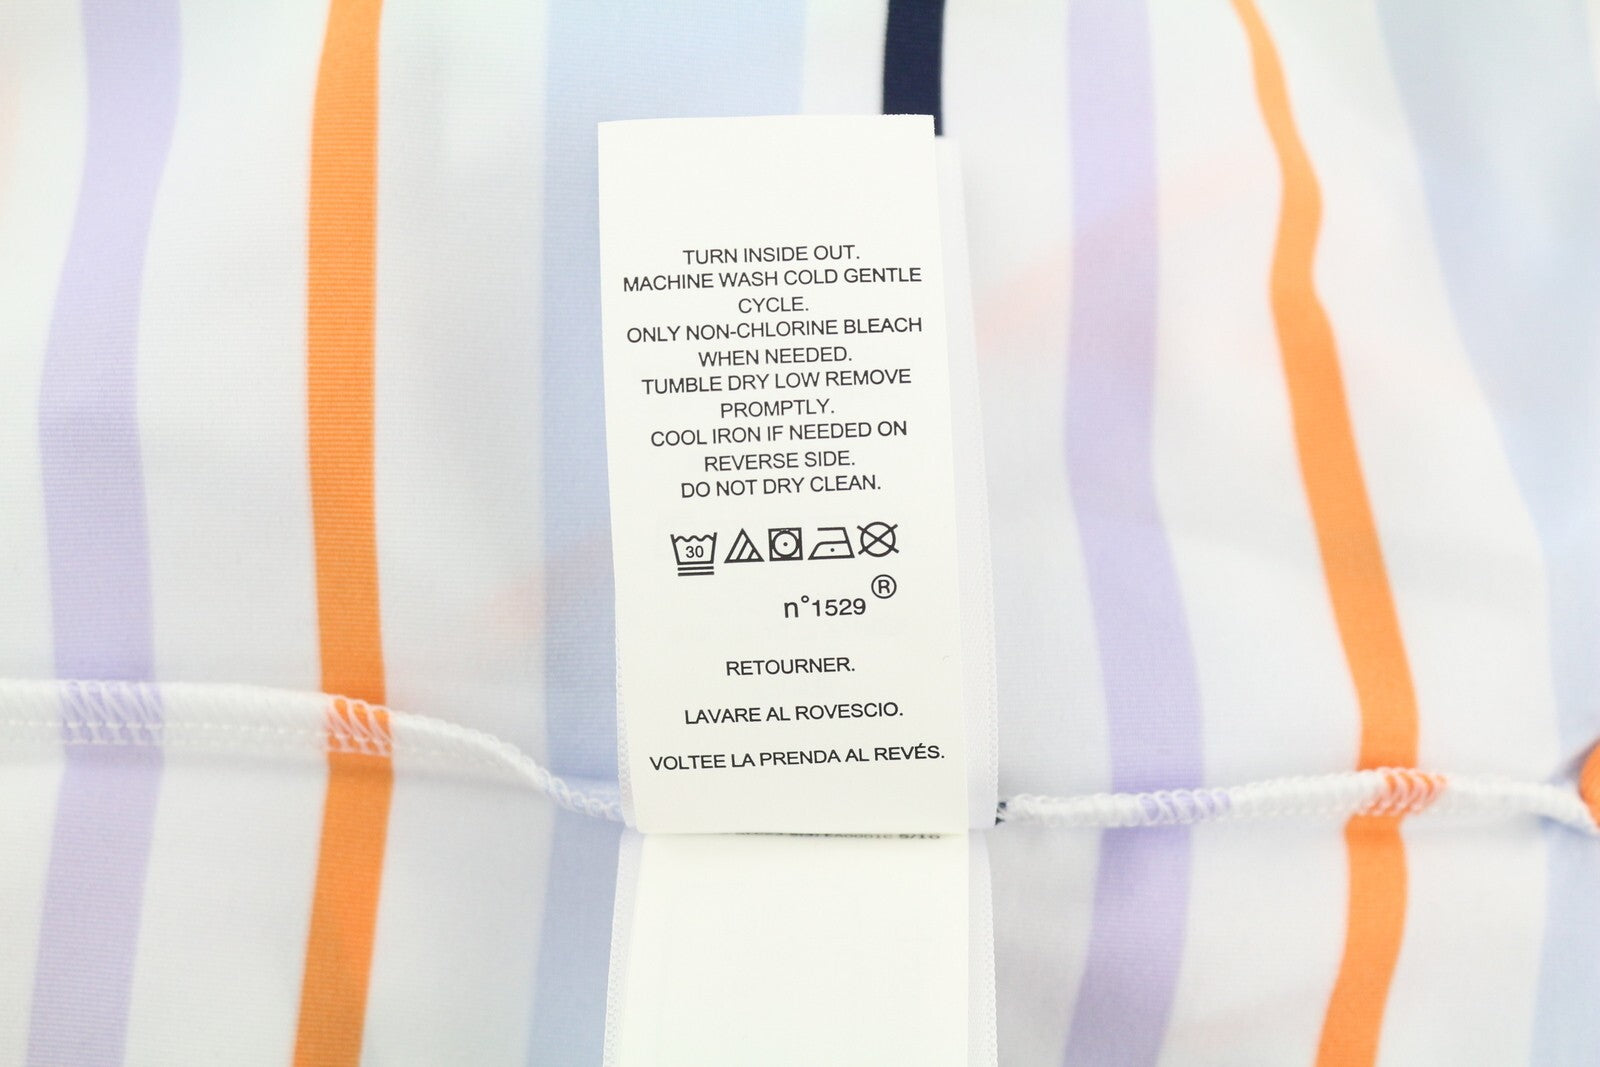 TURN INSIDE OUT.
MACHINE WASH COLD GENTLE
CYCLE.
ONLY NON-CHLORINE BLEACH
WHEN NEEDED.
TUMBLE DRY LOW REMOVE
PROMPTLY.
COOL IRON IF NEEDED ON
REVERSE SIDE.
DO NOT DRY CLEAN.
30
n°1529®
RETOURNER.
LAVARE AL ROVESCIO.
VOLTEE LA PRENDA AL REVÉS.